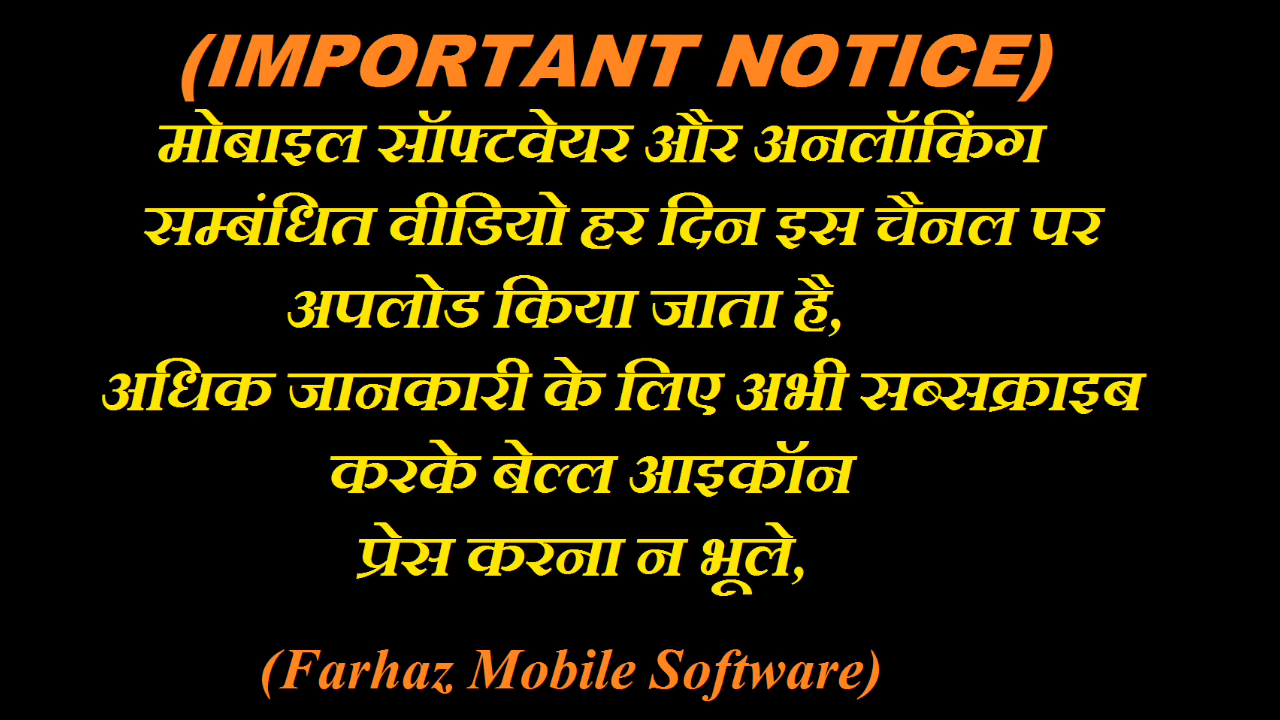 (IMPORTANT NOTICE)
मोबाइल सॉफ्टवेयर और अनलॉकिंग
सम्बंधित वीडियो हर दिन इस चैनल पर
अपलोड किया जाता है,
अधिक जानकारी के लिए अभी सब्सक्राइब
करके बेल्ल आइकॉन
प्रेस करना न भूले,
(Farhaz Mobile Software)